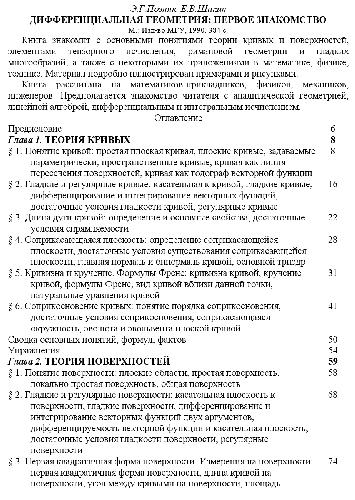 Э.Г.Позняк, Е.В.Шикин
ДИФФЕРЕНЦИАЛЬНАЯ ГЕОМЕТРИЯ: ПЕРВОЕ ЗНАКОМСТВО
М.: Из-во МГУ, 1990. 384 с
Книга знакомит с основными понятиями теории кривых и поверхностей,
элементами тензорного исчисления, римановой геометрии и гладких
многообразий, а также с некоторыми их приложениями в математике, физике,
технике. Материал подробно иллюстрирован примерами и рисунками.
Книга рассчитана на математиков-прикладников, физиков, механиков,
инженеров. Предполагается знакомство читателя с аналитической геометрией,
линейной алгеброй, дифференциальным и интегральным исчислением.
Оглавление
Предисловие 6
Глава 1. ТЕОРИЯ КРИВЫХ 8
§ 1. Понятие кривой: простая плоская кривая, плоские кривые, задаваемые 8
параметрически, пространственные кривые, кривая как линия
пересечения поверхностей, кривая как годограф векторной функции
§ 2. Гладкие и регулярные кривые: касательная к кривой, гладкие кривые, 16
дифференцирование и интегрирование векторных функций,
достаточные условия гладкости кривой, регулярные кривые
§ 3. Длина дуги кривой: определение и основные свойства, достаточные 22
условия спрямляемости
§ 4. Соприкасающаяся плоскость: определение соприкасающейся 28
плоскости, достаточные условия существования соприкасающейся
плоскости, главная нормаль и бинормаль кривой, основной триэдр
§ 5. Кривизна и кручение. Формулы Френе: кривизна кривой, кручение 31
кривой, формулы Френе, вид кривой вблизи данной точки,
натуральные уравнения кривой
§ 6. Соприкосновение кривых: понятие порядка соприкосновения, 41
достаточные условия соприкосновения, соприкасающаяся
окружность, эволюта и эвольвента плоской кривой
Сводка основных понятий, формул, фактов 50
Упражнения 54
Глава 2. ТЕОРИЯ ПОВЕРХНОСТЕЙ 59
§ 1. Понятие поверхности: плоские области, простая поверхность, 58
локально простая поверхность, общая поверхность
§ 2. Гладкие и регулярные поверхности: касательная плоскость к 68
поверхности, гладкие поверхности, дифференцирование и
интегрирование векторных функций двух аргументов,
дифференцируемость векторной функции и касательная плоскость,
достаточные условия гладкости поверхности, регулярные
поверхности
§ 3. Первая квадратичная форма поверхности. Измерения на поверхности: 74
первая квадратичная форма поверхности, длина кривой на
поверхности, угол между кривыми на поверхности, площадь